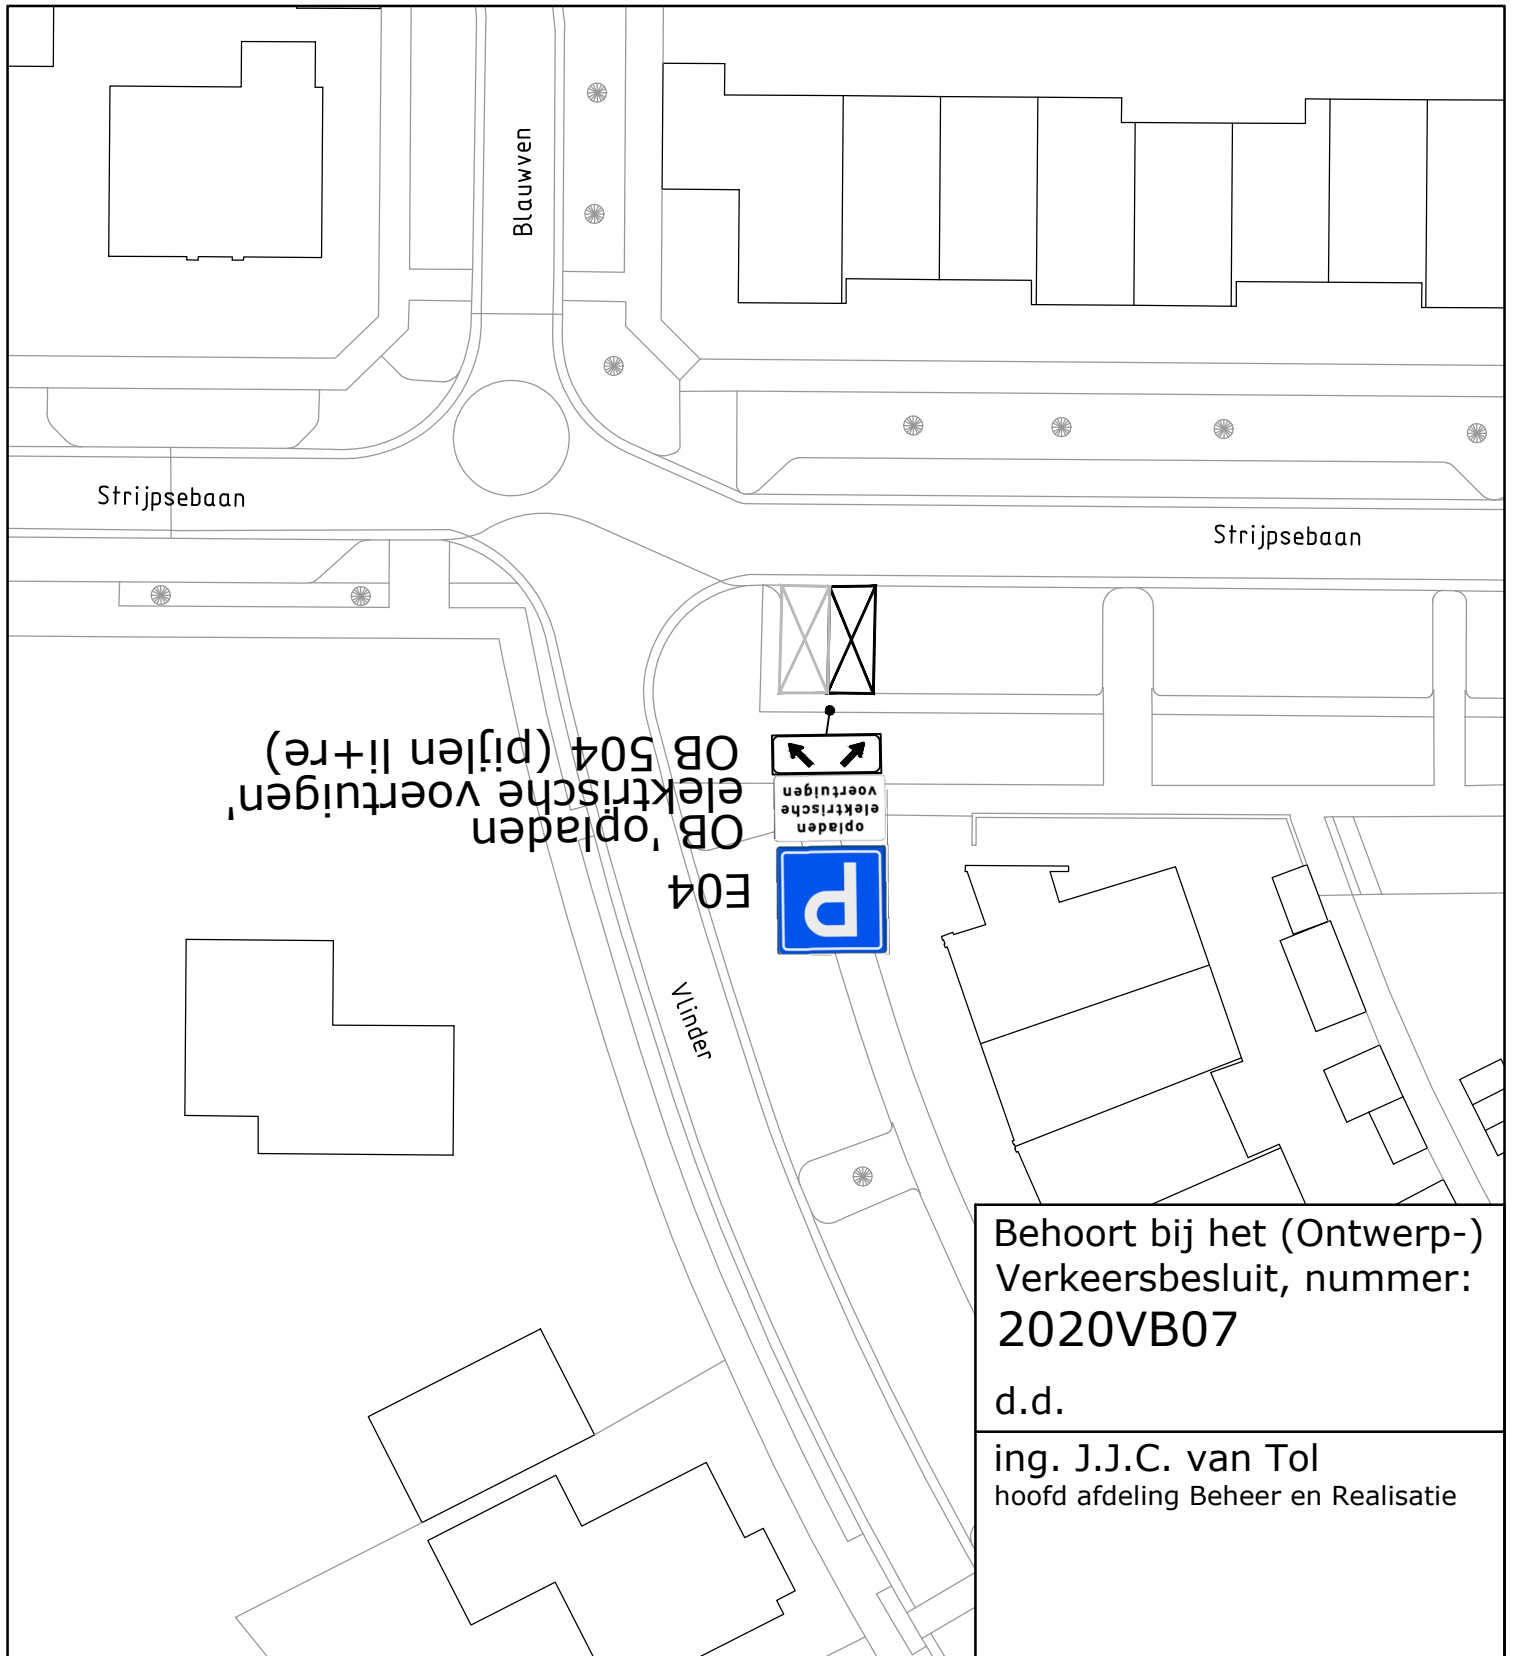 Blauwven
Strijpsebaan
Strijpsebaan
E04
OB 'opladen
elektrische voertuigen'
OB 504 (pijlen li+re)
P
opladen
elektrische
voertuigen
Vlinder
Behoort bij het (Ontwerp-)
Verkeersbesluit, nummer:
2020VB07
d.d.
ing. J.J.C. van Tol
hoofd afdeling Beheer en Realisatie